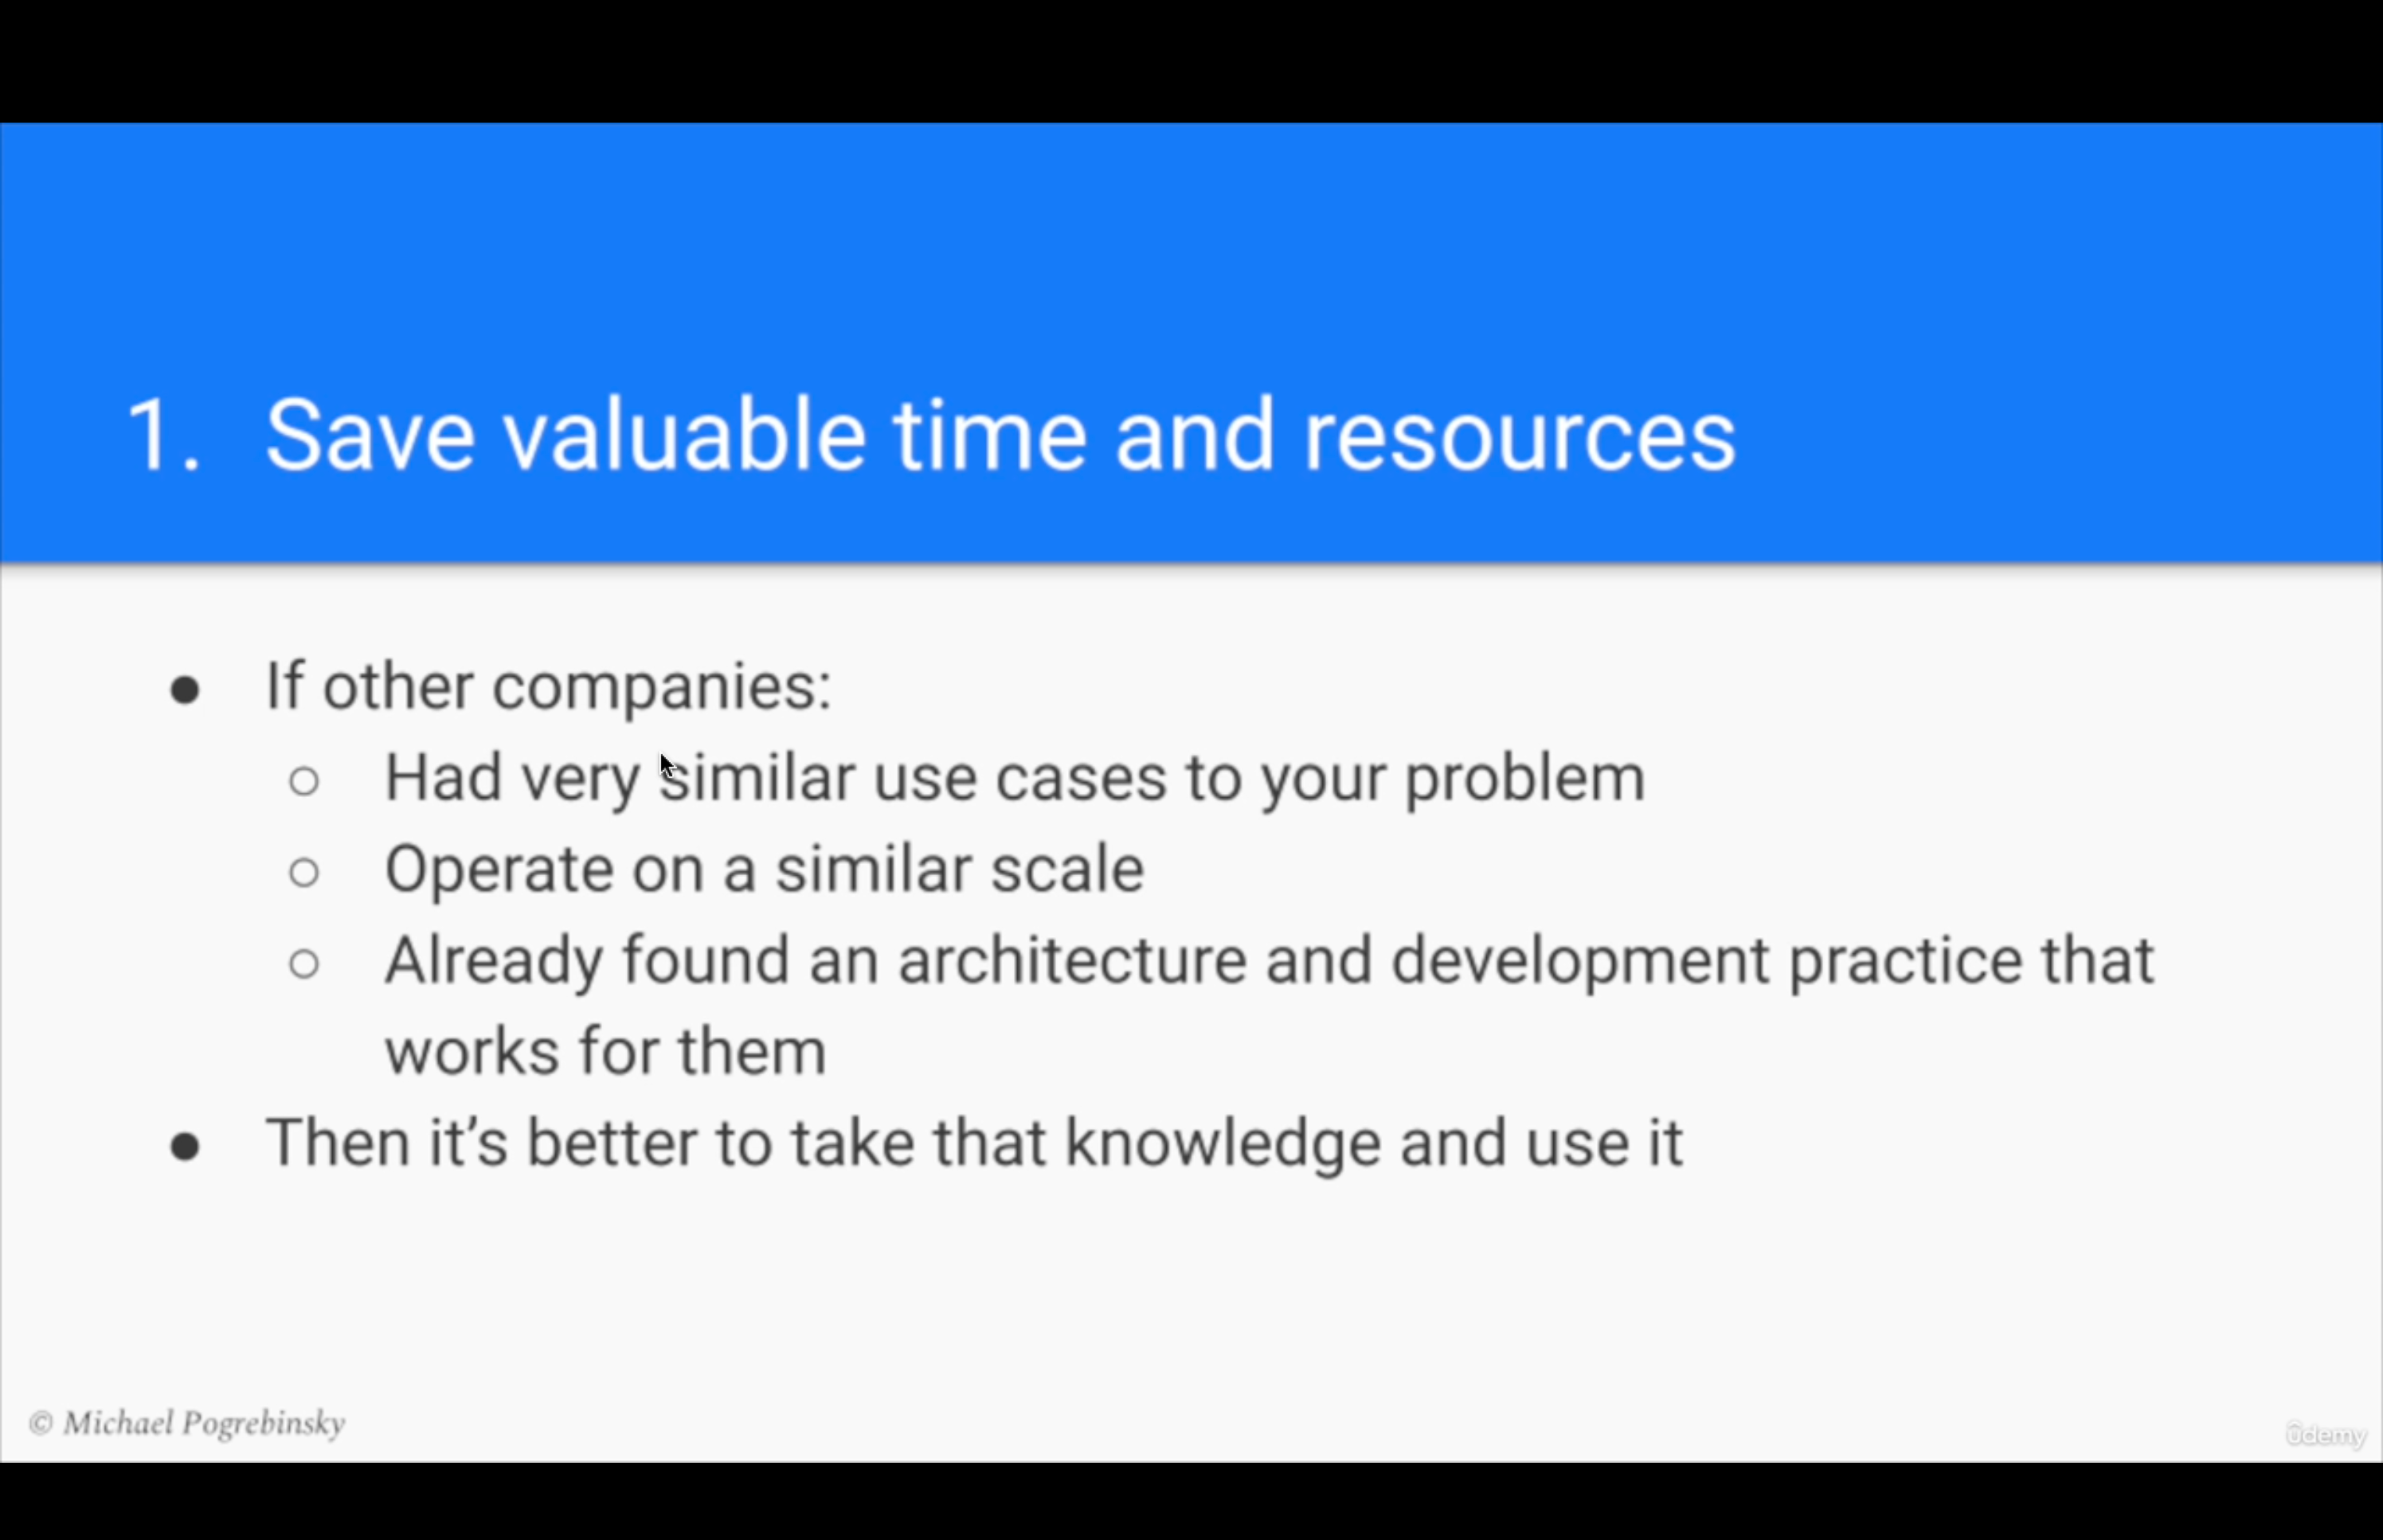 1. Save valuable time and resources
● If other companies:
○ Had very similar use cases to your problem
○ Operate on a similar scale
○ Already found an architecture and development practice that
works for them
● Then it’s better to take that knowledge and use it
© Michael Pogrebinsky
ûdemy